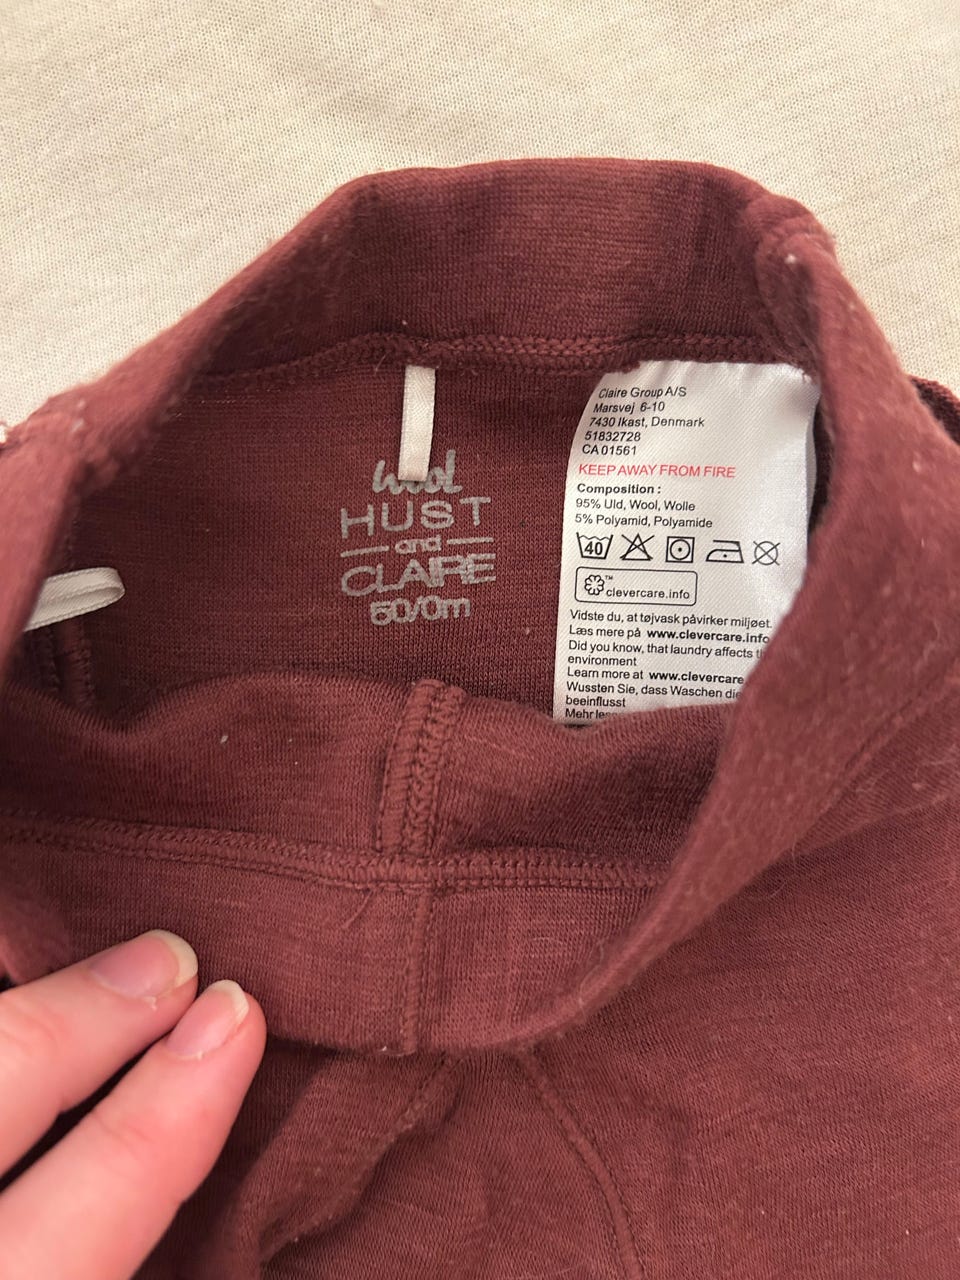 wool
HUST
and
CLAIRE
50/0m
Claire Group A/S
Marsvej 6-10
7430 Ikast, Denmark
51832728
CA 01561
KEEP AWAY FROM FIRE
Composition :
95% Uld, Wool, Wolle
5% Polyamid, Polyamide
40
™
clevercare.info
Vidste du, at tøjvask påvirker miljøet.
Læs mere på www.clevercare.info
Did you know, that laundry affects
environment
Learn more at www.clevercare
Wussten Sie, dass Waschen die
beeinflusst
Mehr